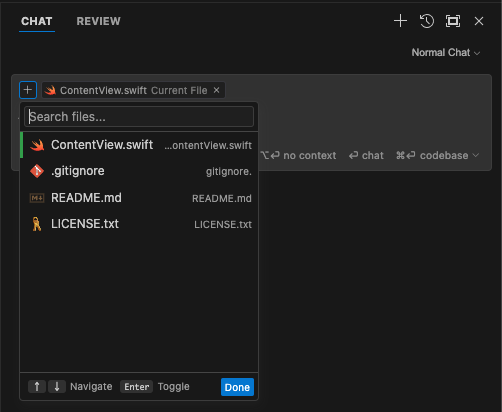 CHAT REVIEW
Normal Chat
ContentView.swift Current File
Search files...
ContentView.swift ...ontentView.swift
.gitignore gitignore.
README.md README.md
LICENSE.txt LICENSE.txt
no context chat codebase
Navigate Enter Toggle Done